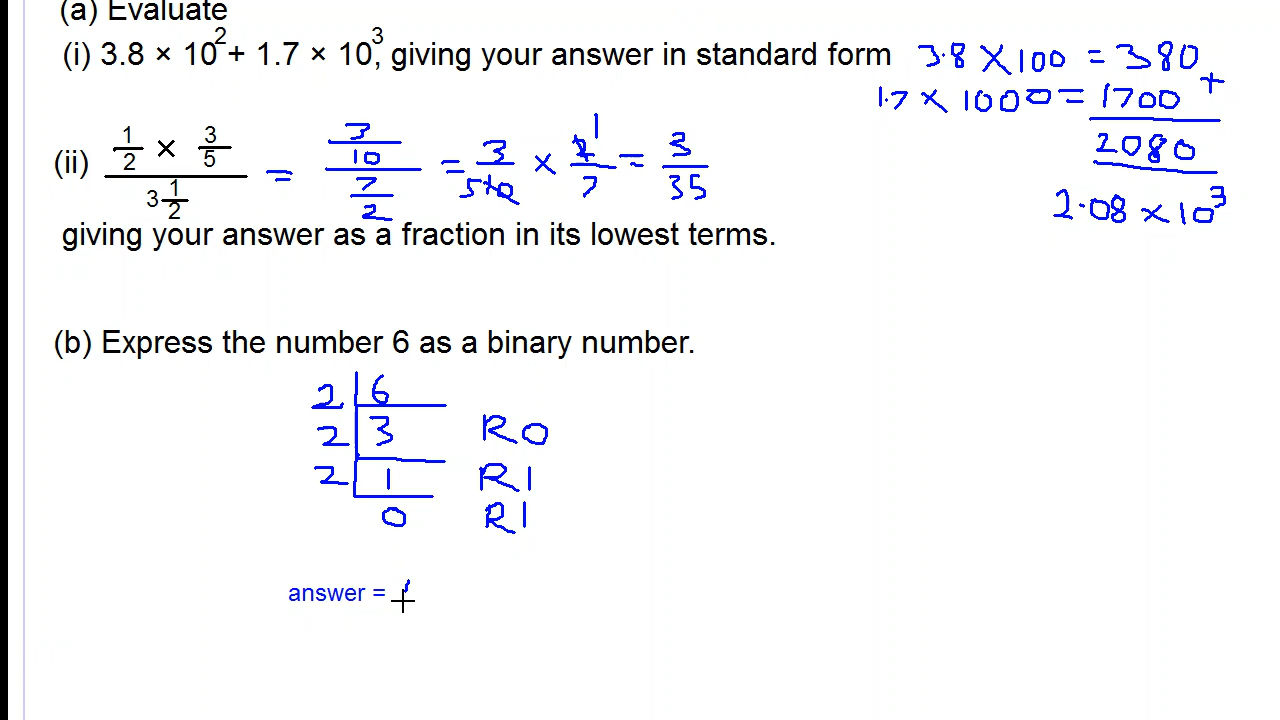 (a) Evaluate
(i) 3.8 × 10² + 1.7 × 10³, giving your answer in standard form
3.8 × 100 = 380 +
1.7 × 1000 = 1700
2080
2.08 × 10³
(ii) (1/2 × 3/5) / (3 1/2) = (3/10) / (7/2) = 3/(5 10) × (2 1)/7 = 3/35
giving your answer as a fraction in its lowest terms.
(b) Express the number 6 as a binary number.
2 | 6
2 | 3 R0
2 | 1 R1
0 R1
answer =